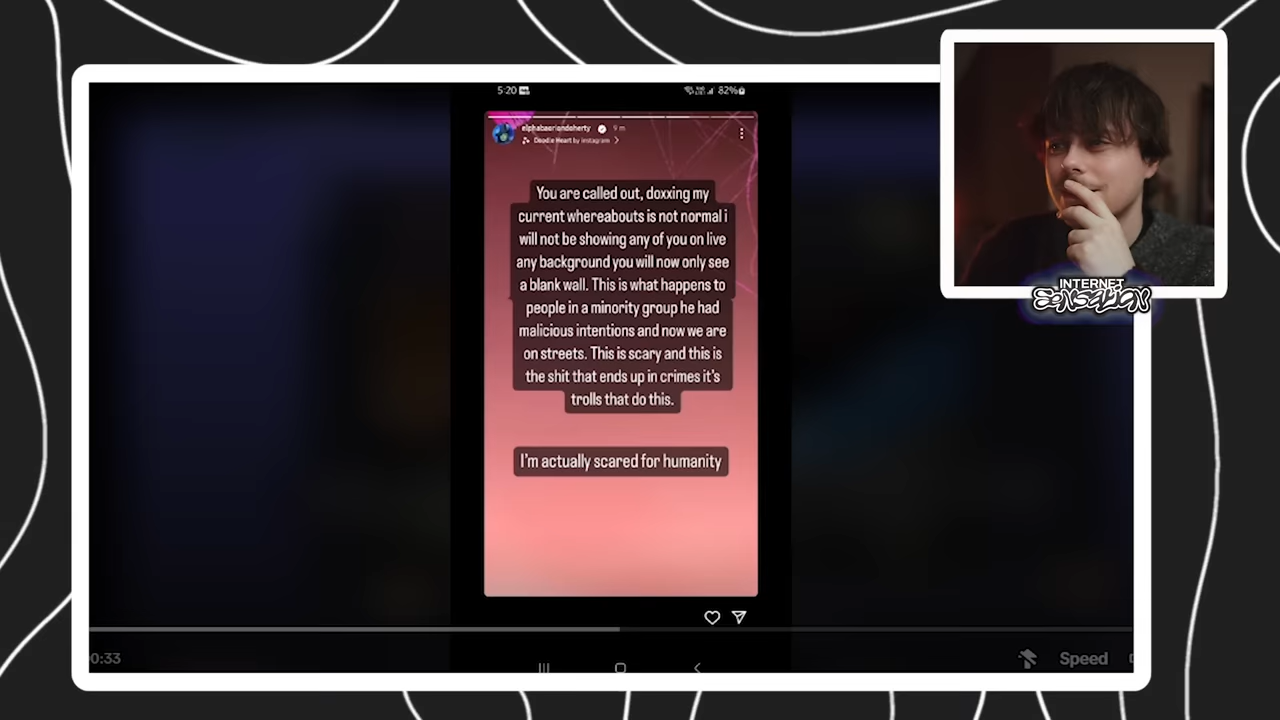 5:20
82%
elphabaoriondoherty 9 m
Doodle Heart by Instagram
You are called out, doxxing my
current whereabouts is not normal i
will not be showing any of you on live
any background you will now only see
a blank wall. This is what happens to
people in a minority group he had
malicious intentions and now we are
on streets. This is scary and this is
the shit that ends up in crimes it's
trolls that do this.
I'm actually scared for humanity
INTERNET
SENSATION
0:33
Speed